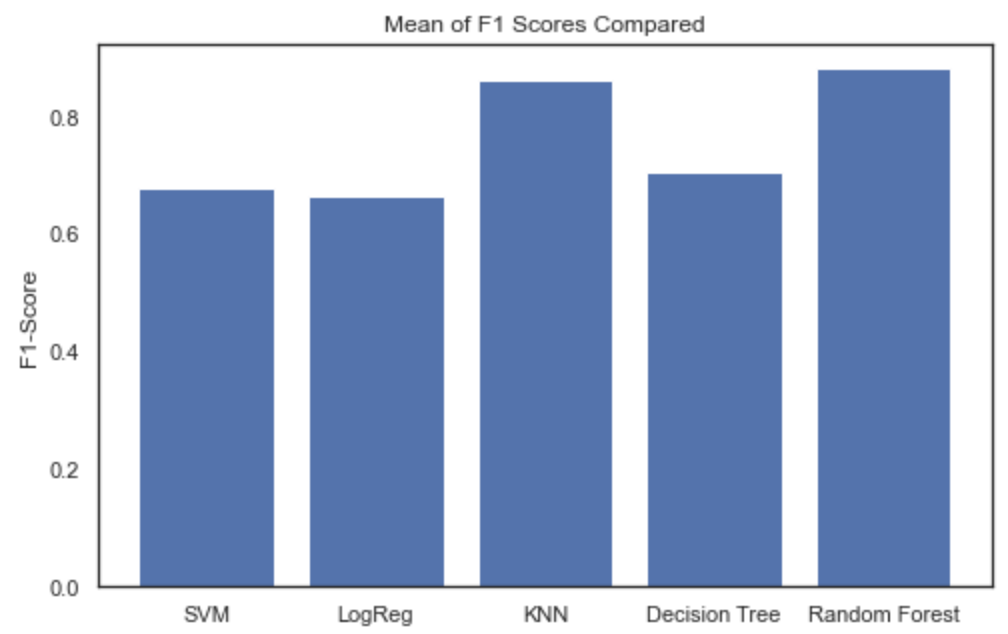 Mean of F1 Scores Compared
F1-Score
0.8
0.6
0.4
0.2
0.0
SVM
LogReg
KNN
Decision Tree
Random Forest